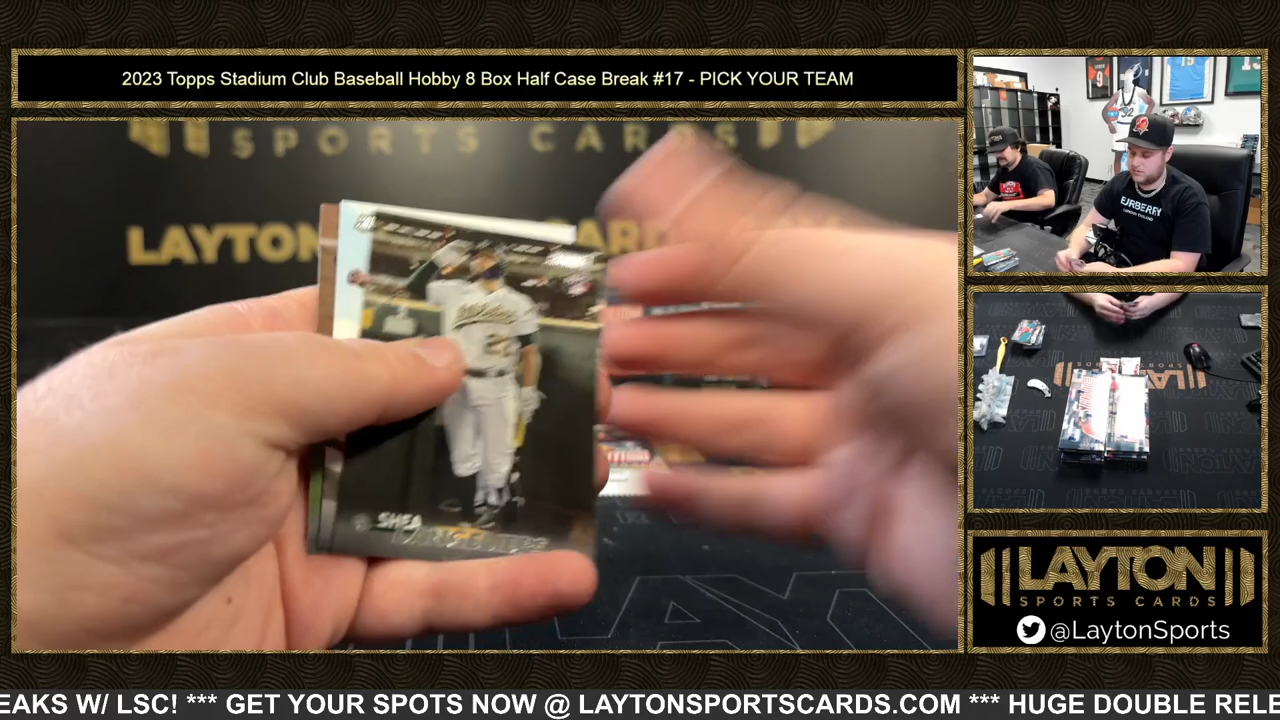 2023 Topps Stadium Club Baseball Hobby 8 Box Half Case Break #17 - PICK YOUR TEAM
SPORTS CARDS
LAYTON
SHEA
LAYTON
SPORTS CARDS
@LaytonSports
EAKS W/ LSC! *** GET YOUR SPOTS NOW @ LAYTONSPORTSCARDS.COM *** HUGE DOUBLE RELE